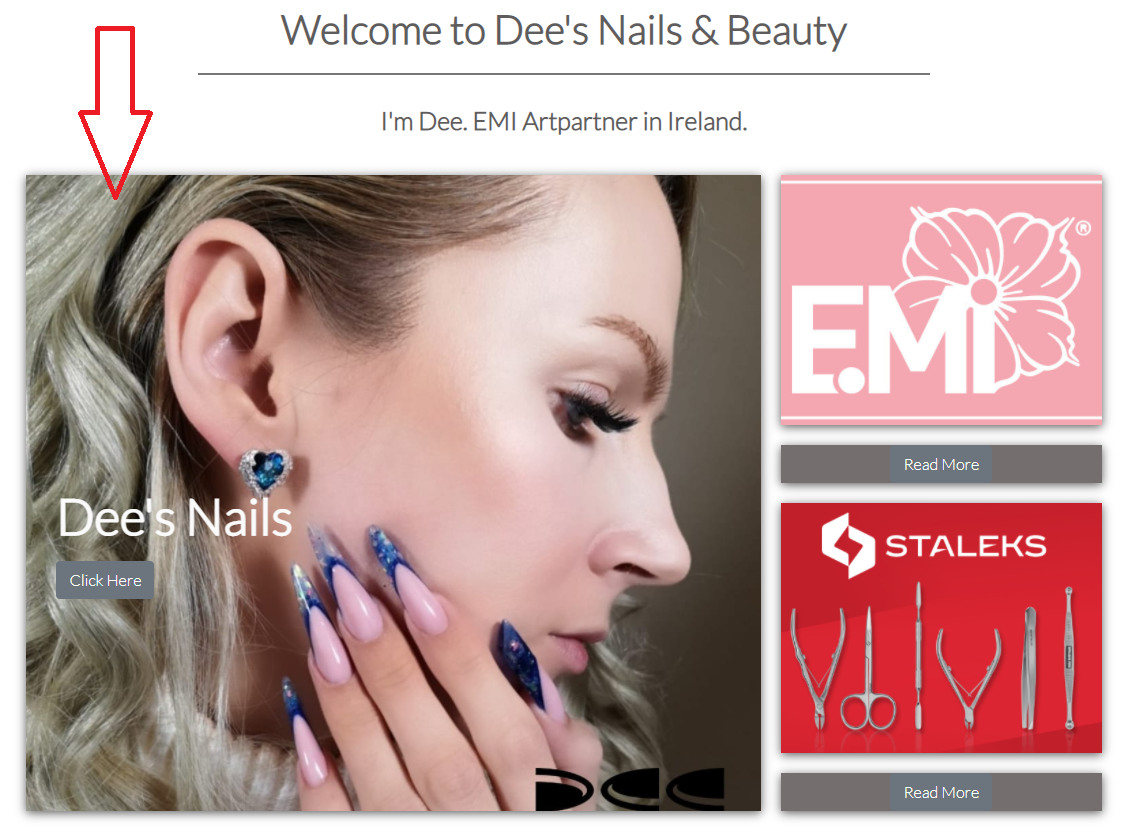 Welcome to Dee's Nails & Beauty
I'm Dee. EMI Artpartner in Ireland.
Dee's Nails
Click Here
DEE
E.MI®
Read More
STALEKS
Read More